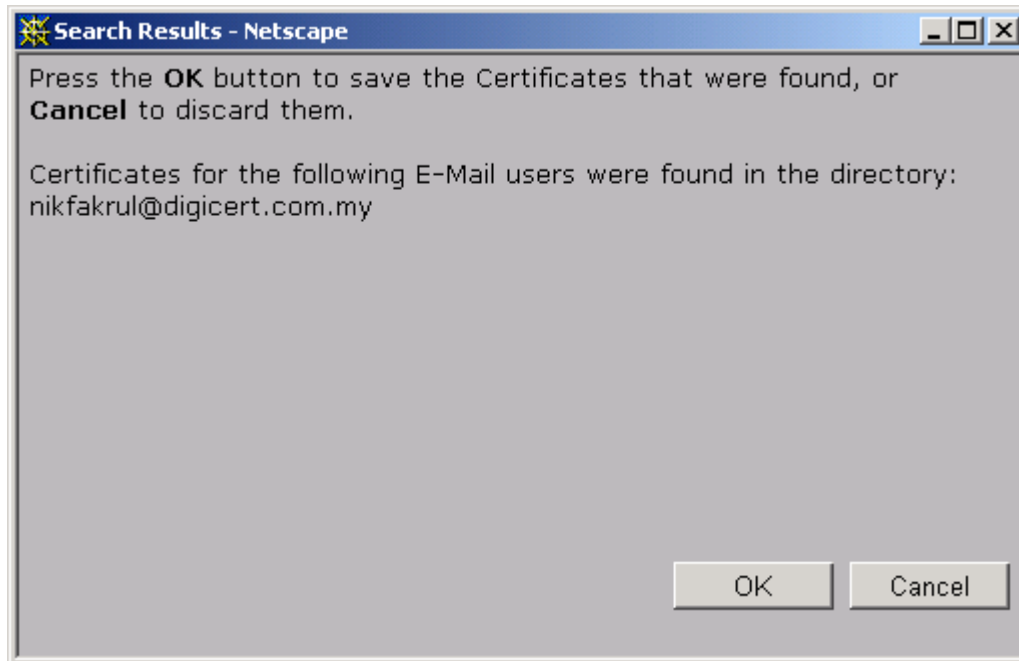 Search Results - Netscape
Press the OK button to save the Certificates that were found, or
Cancel to discard them.
Certificates for the following E-Mail users were found in the directory:
nikfakrul@digicert.com.my
OK
Cancel